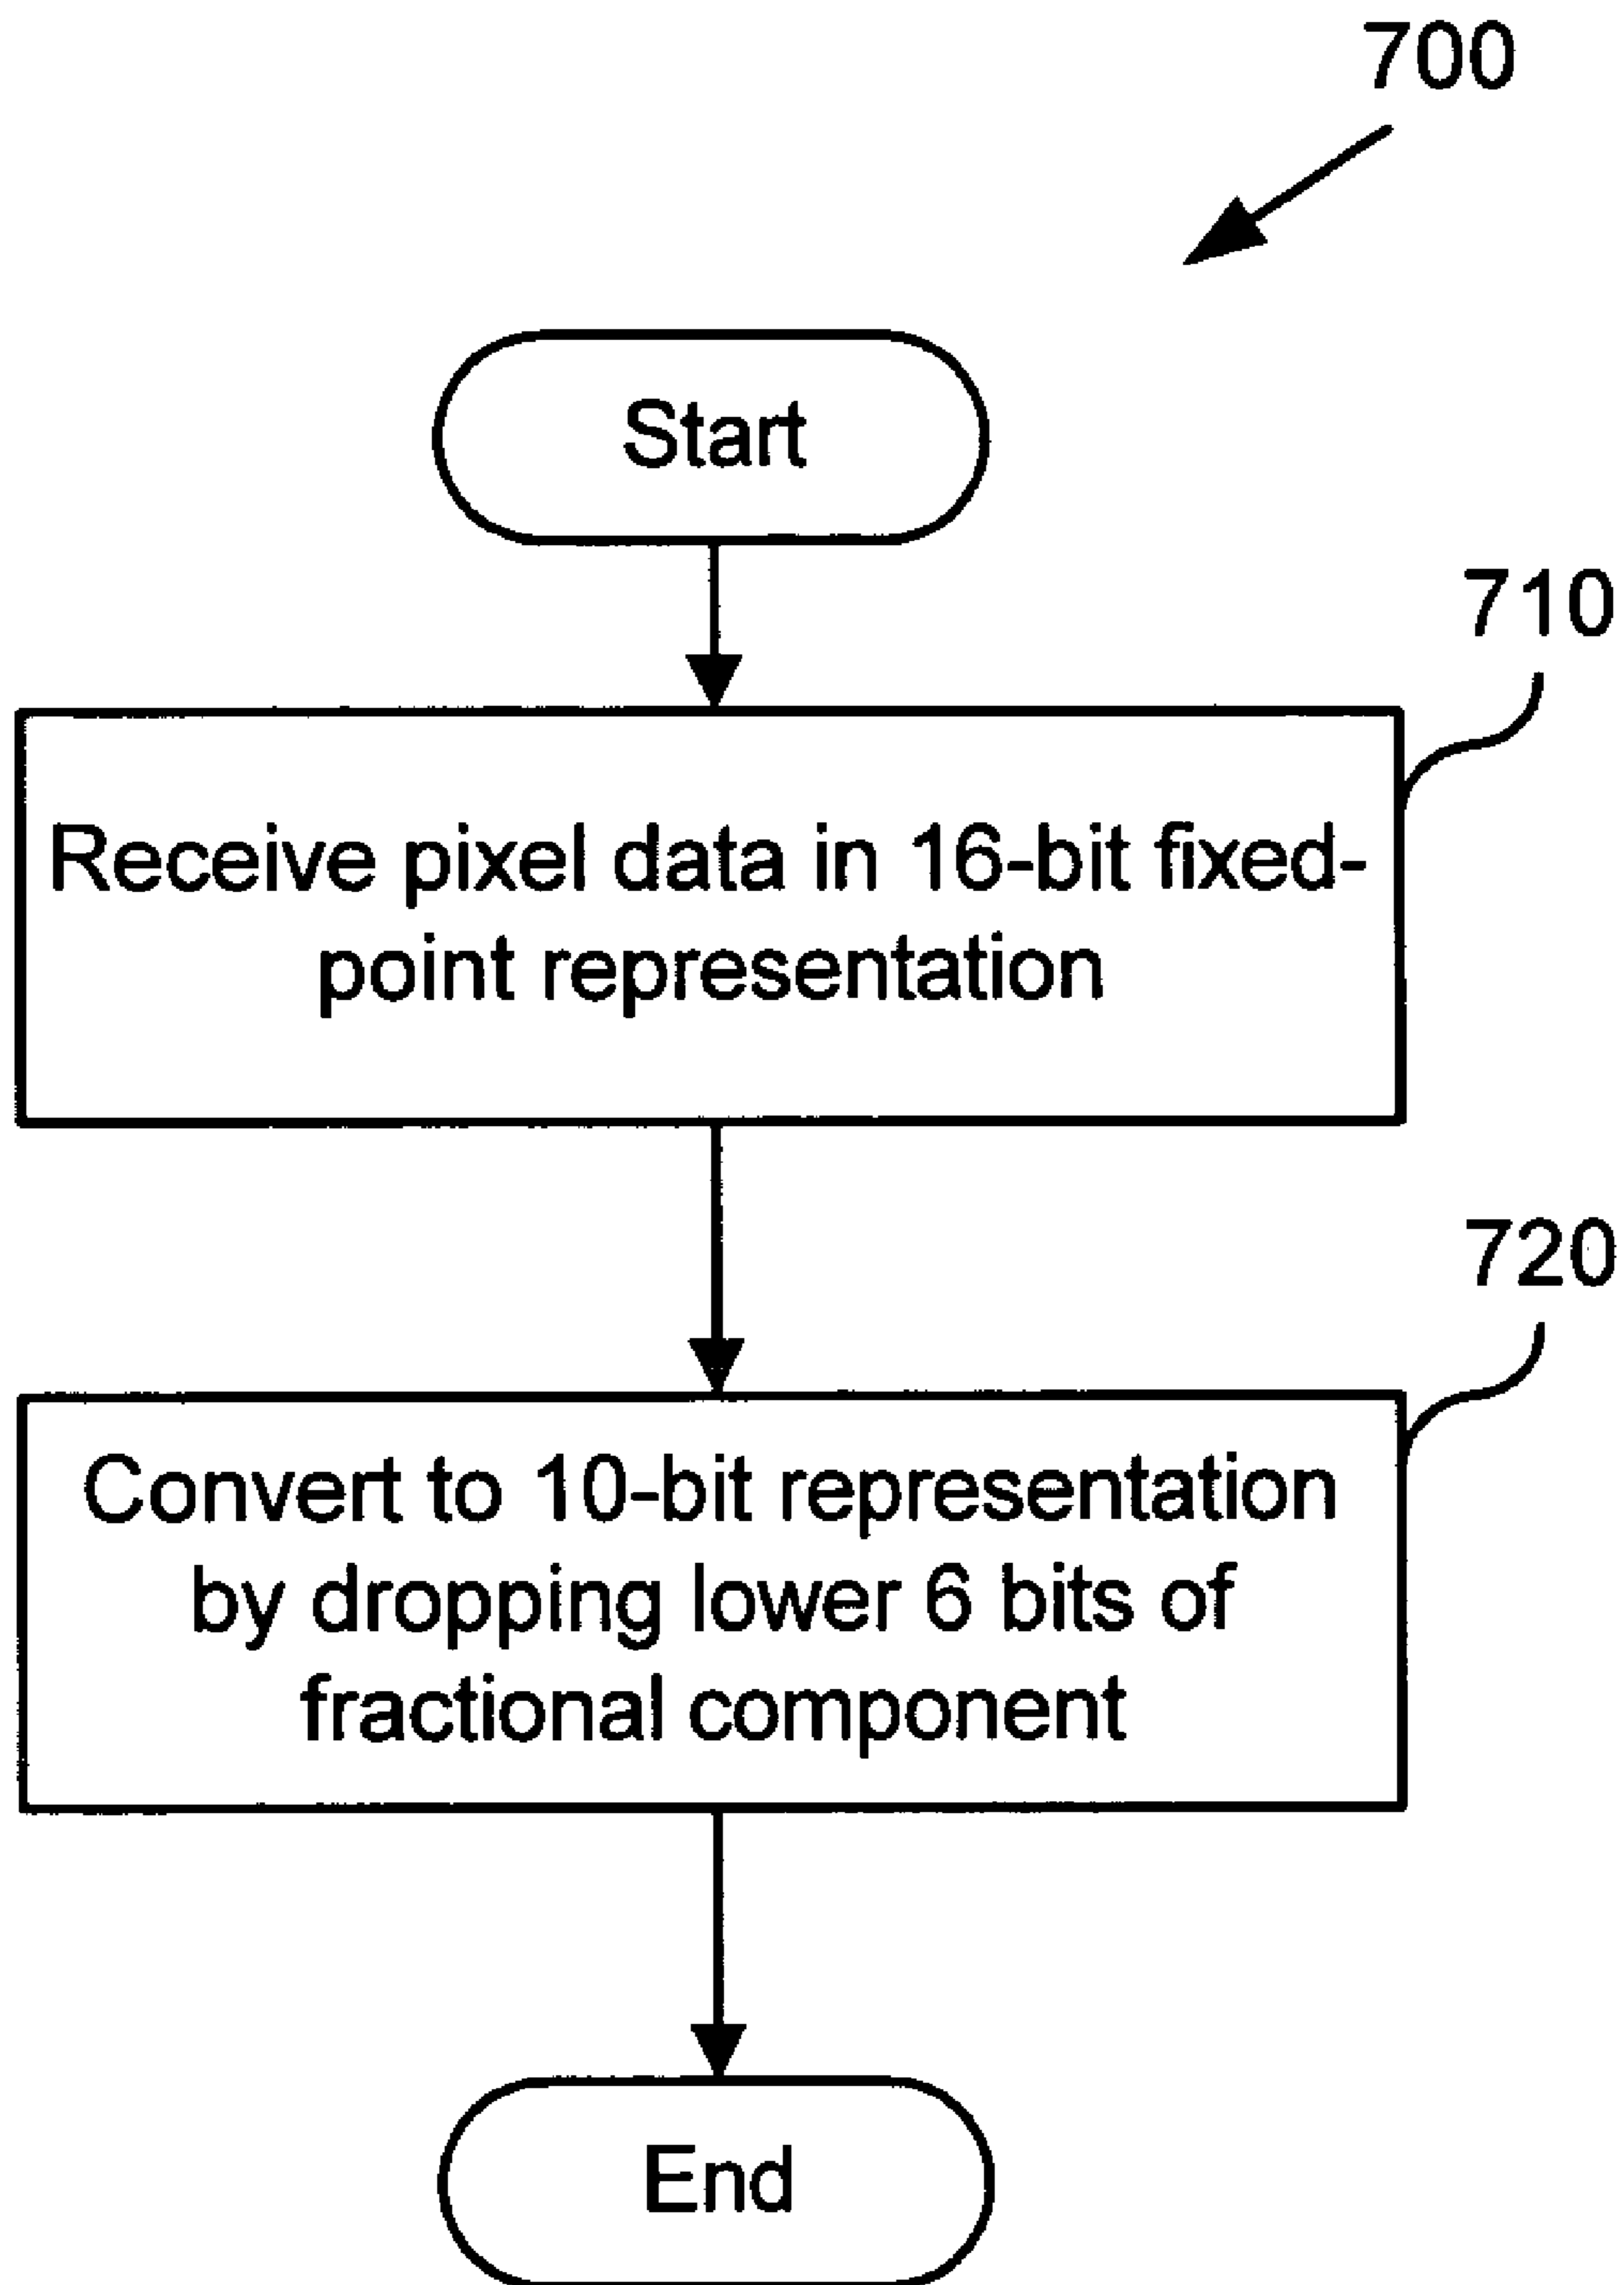 700
Start
710
Receive pixel data in 16-bit fixed-
point representation
720
Convert to 10-bit representation
by dropping lower 6 bits of
fractional component
End